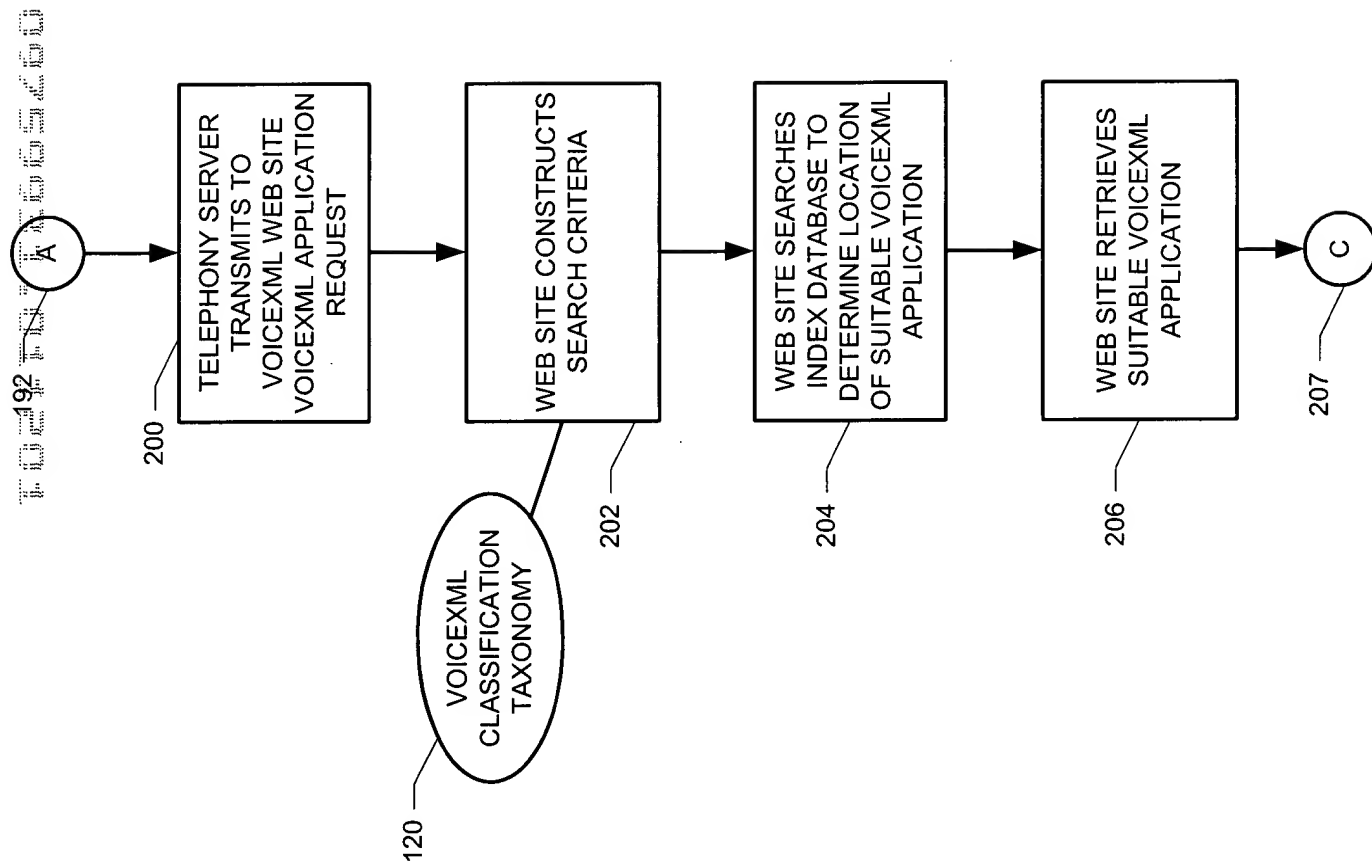 A
192
TELEPHONY SERVER
TRANSMITS TO
VOICEXML WEB SITE
VOICEXML APPLICATION
REQUEST
200
WEB SITE CONSTRUCTS
SEARCH CRITERIA
202
VOICEXML
CLASSIFICATION
TAXONOMY
120
WEB SITE SEARCHES
INDEX DATABASE TO
DETERMINE LOCATION
OF SUITABLE VOICEXML
APPLICATION
204
WEB SITE RETRIEVES
SUITABLE VOICEXML
APPLICATION
206
C
207